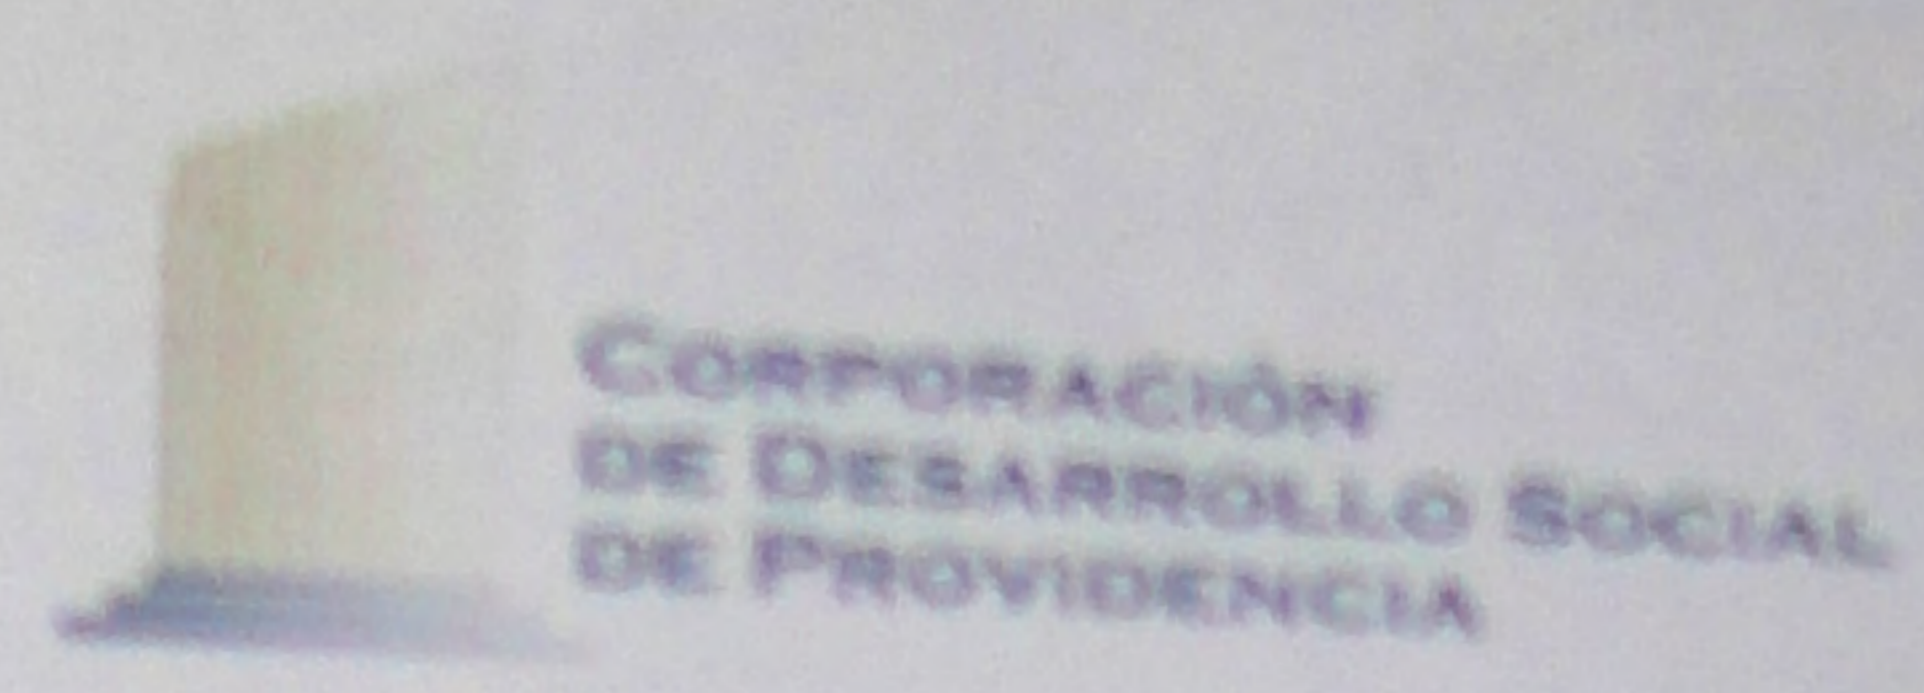 CORPORACIÓN
DE DESARROLLO SOCIAL
DE PROVIDENCIA